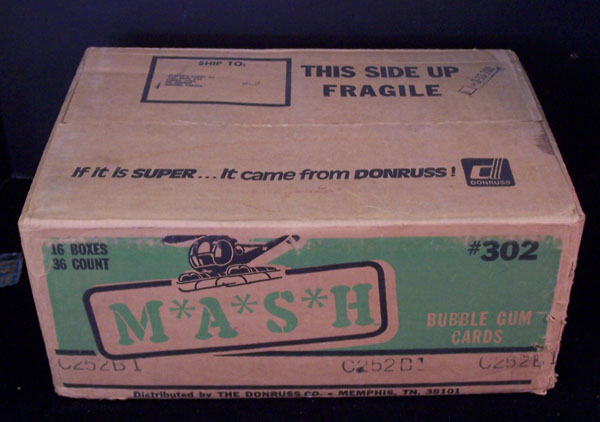 SHIP TO:
THIS SIDE UP
FRAGILE
If it is SUPER... It came from DONRUSS!
DONRUSS
16 BOXES
36 COUNT
#302
M*A*S*H
BUBBLE GUM
CARDS
C252B1 C252B1 C252B
Distributed by THE DONRUSS CO. - MEMPHIS, TN. 38101